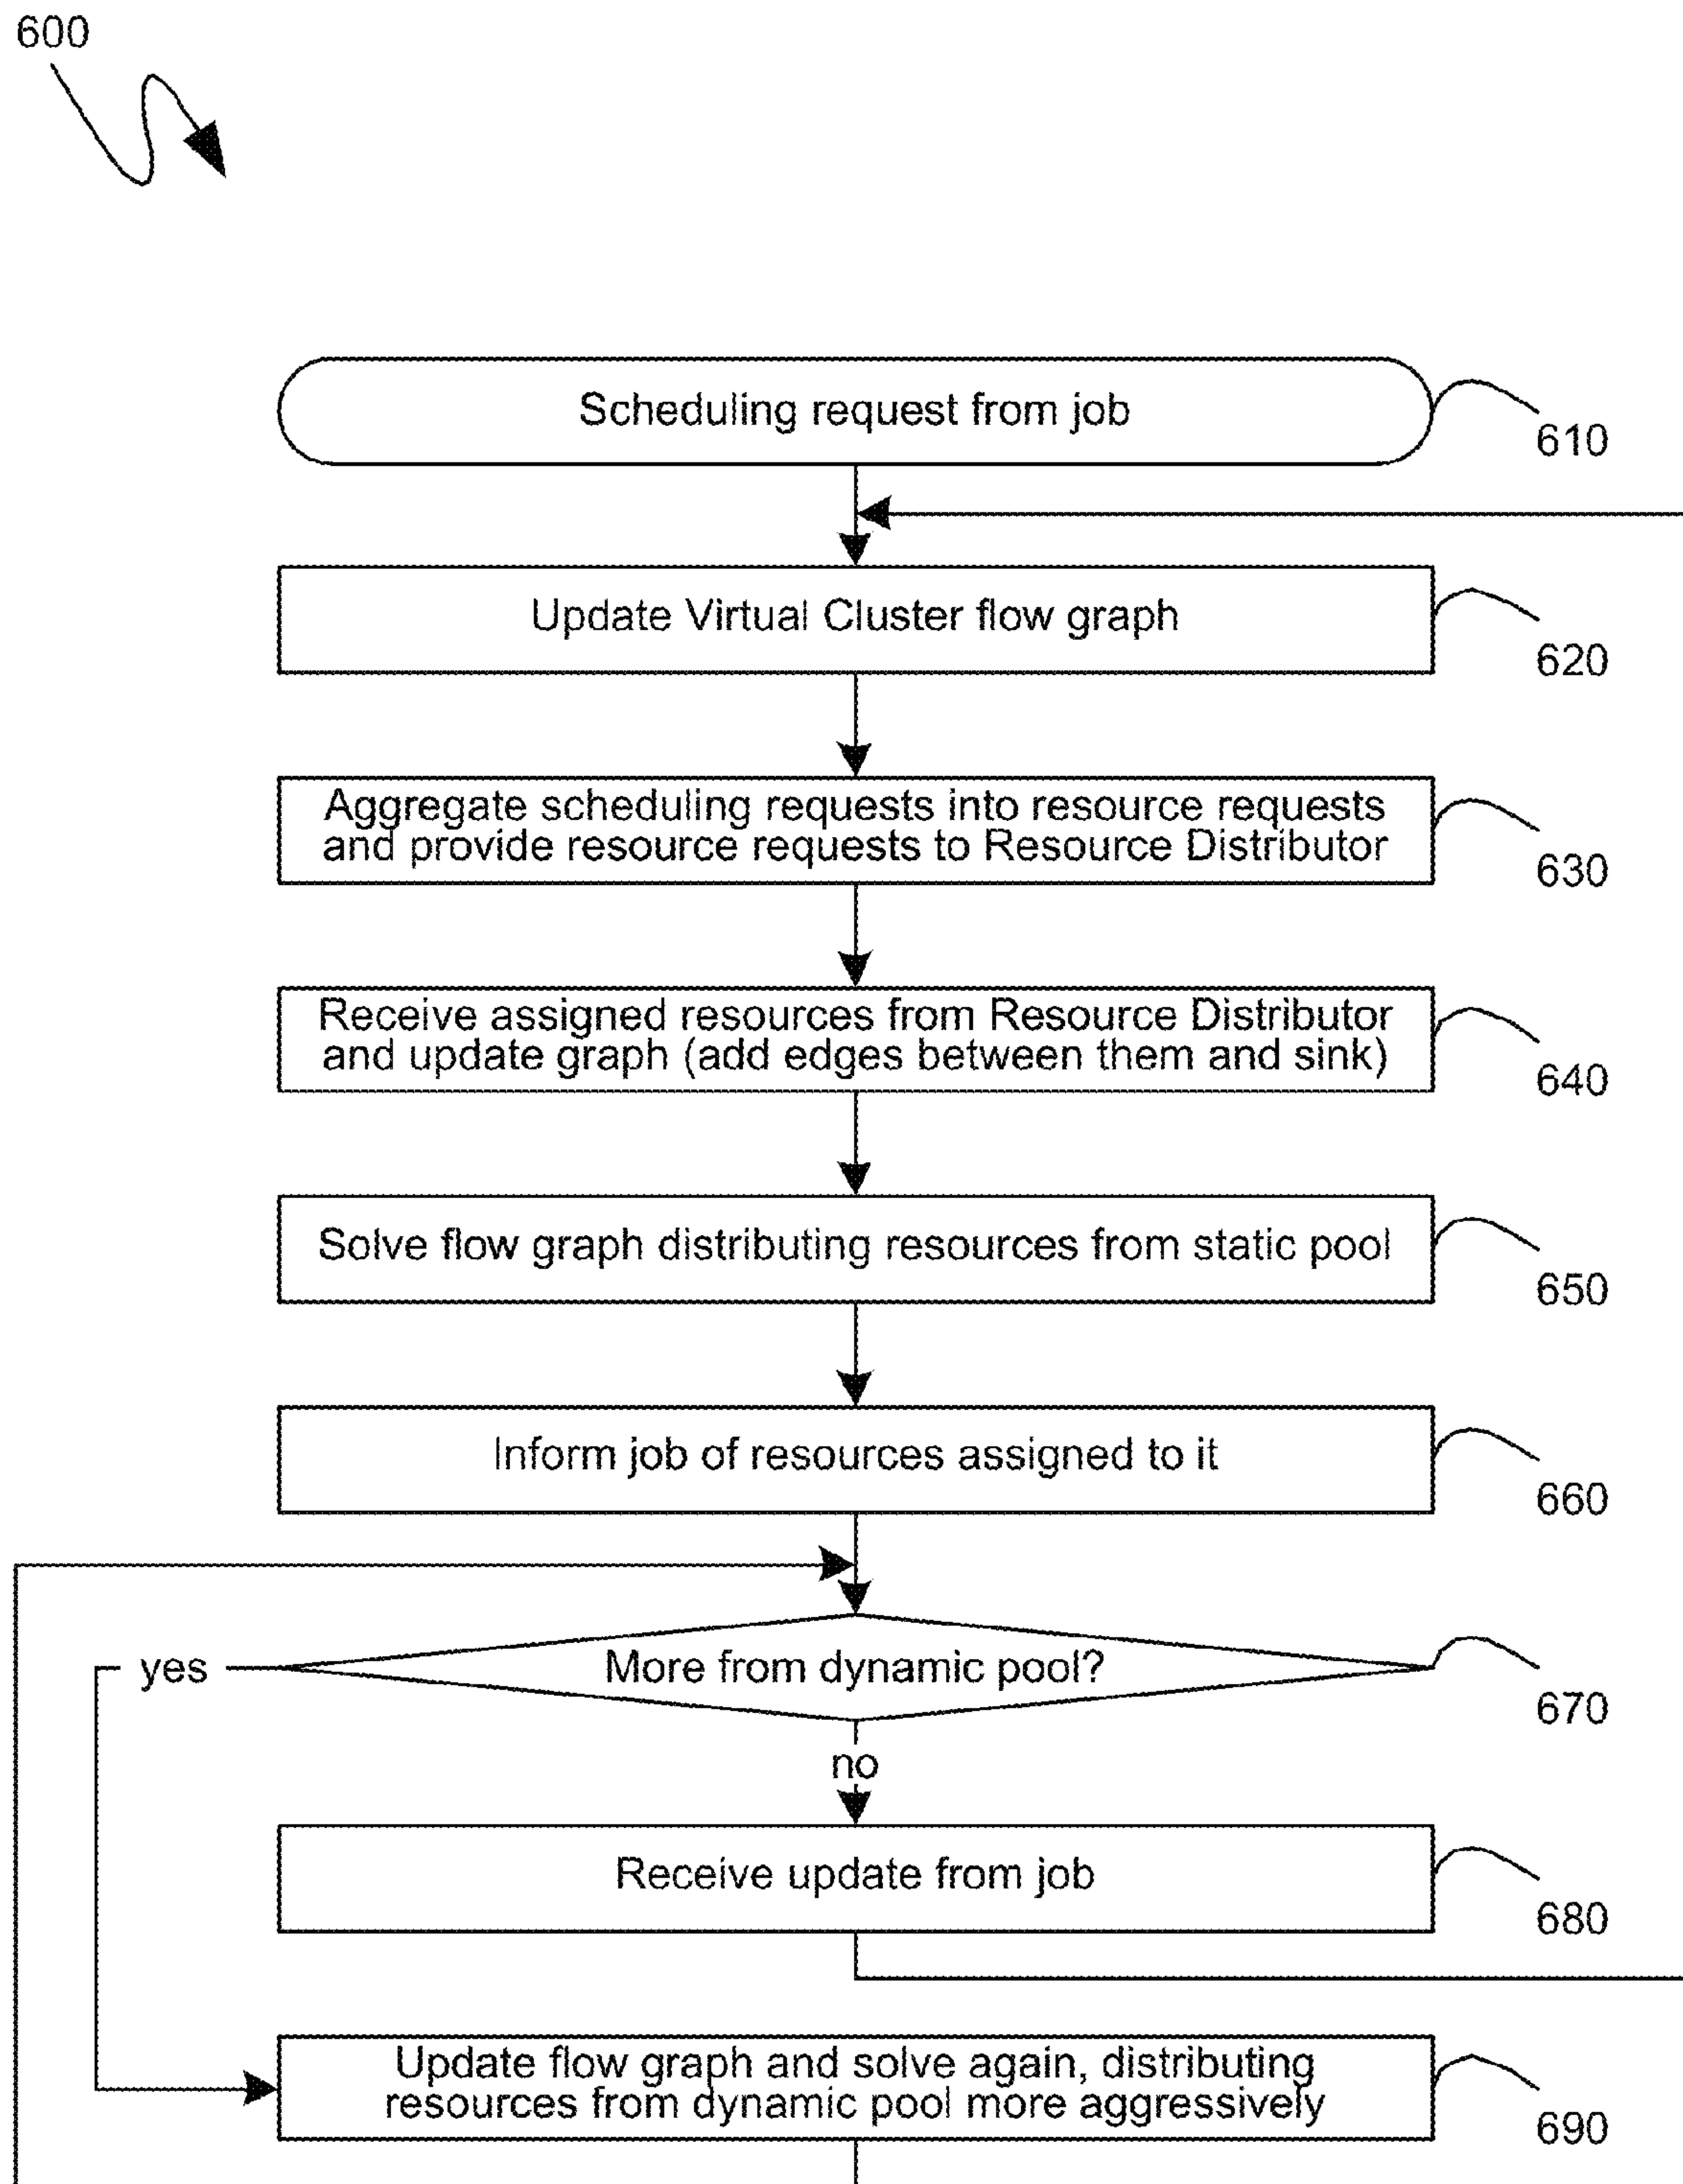 600
Scheduling request from job
610
Update Virtual Cluster flow graph
620
Aggregate scheduling requests into resource requests
and provide resource requests to Resource Distributor
630
Receive assigned resources from Resource Distributor
and update graph (add edges between them and sink)
640
Solve flow graph distributing resources from static pool
650
Inform job of resources assigned to it
660
yes
More from dynamic pool?
670
no
Receive update from job
680
Update flow graph and solve again, distributing
resources from dynamic pool more aggressively
690